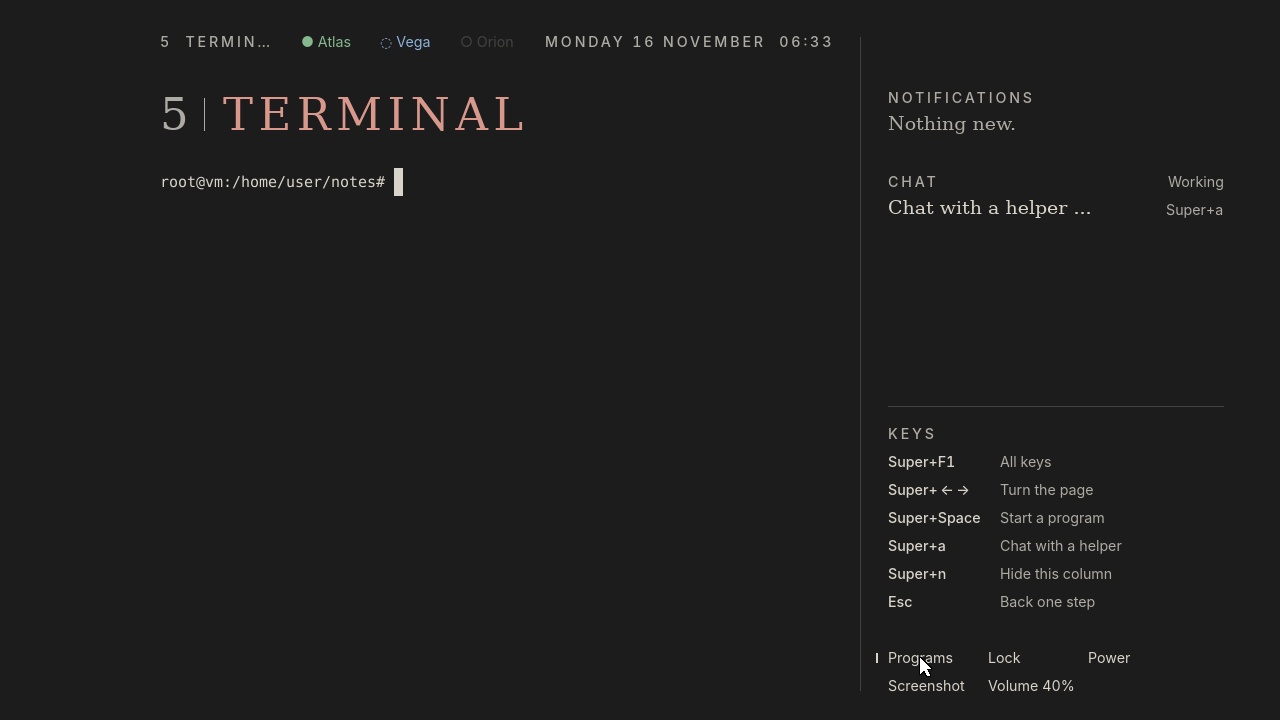 5 TERMIN… Atlas Vega Orion MONDAY 16 NOVEMBER 06:33
5 TERMINAL
root@vm:/home/user/notes#
NOTIFICATIONS
Nothing new.
CHAT Working
Chat with a helper … Super+a
KEYS
Super+F1 All keys
Super+ ← → Turn the page
Super+Space Start a program
Super+a Chat with a helper
Super+n Hide this column
Esc Back one step
Programs Lock Power
Screenshot Volume 40%